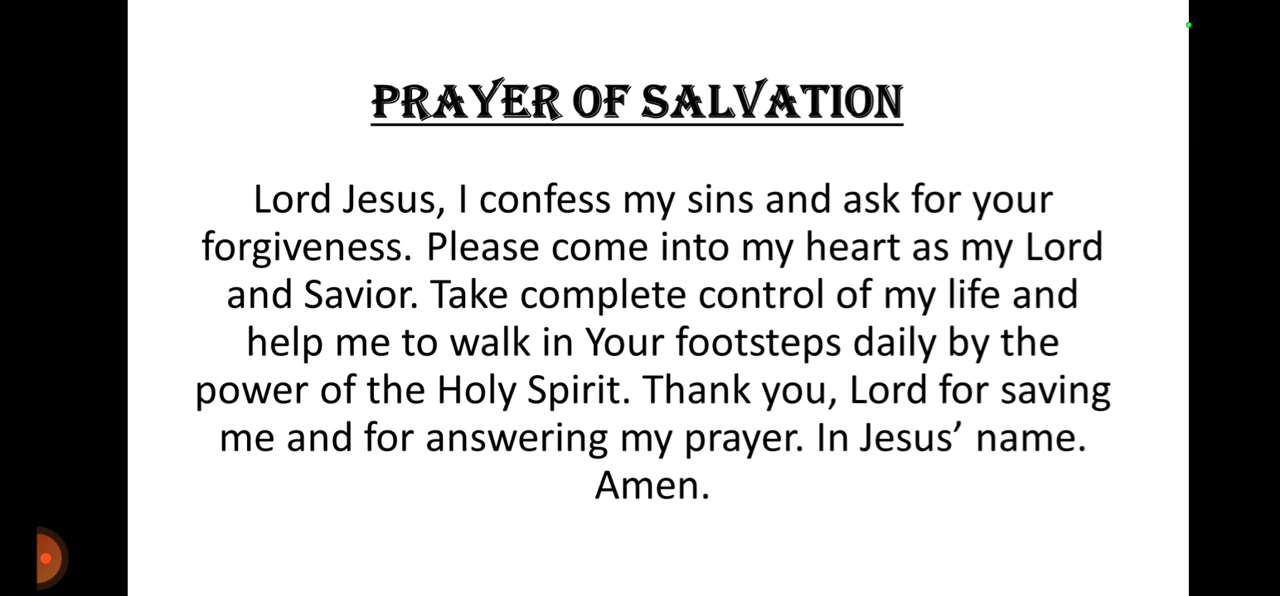 PRAYER OF SALVATION
Lord Jesus, I confess my sins and ask for your
forgiveness. Please come into my heart as my Lord
and Savior. Take complete control of my life and
help me to walk in Your footsteps daily by the
power of the Holy Spirit. Thank you, Lord for saving
me and for answering my prayer. In Jesus’ name.
Amen.